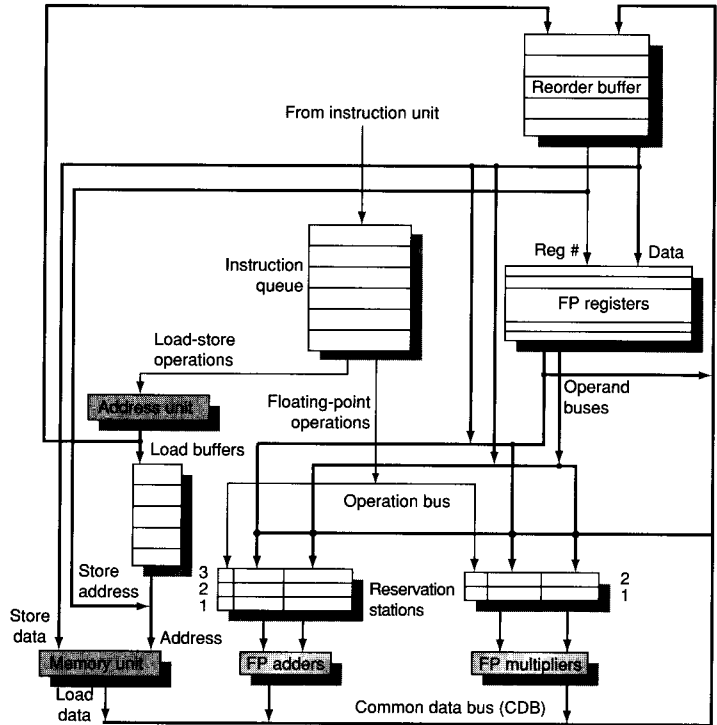 Reorder buffer
From instruction unit
Reg #
Data
Instruction
queue
FP registers
Load-store
operations
Operand
buses
Address unit
Floating-point
operations
Load buffers
Operation bus
3
2
1
Reservation
stations
2
1
Store
address
Store
data
Address
Memory unit
FP adders
FP multipliers
Load
data
Common data bus (CDB)